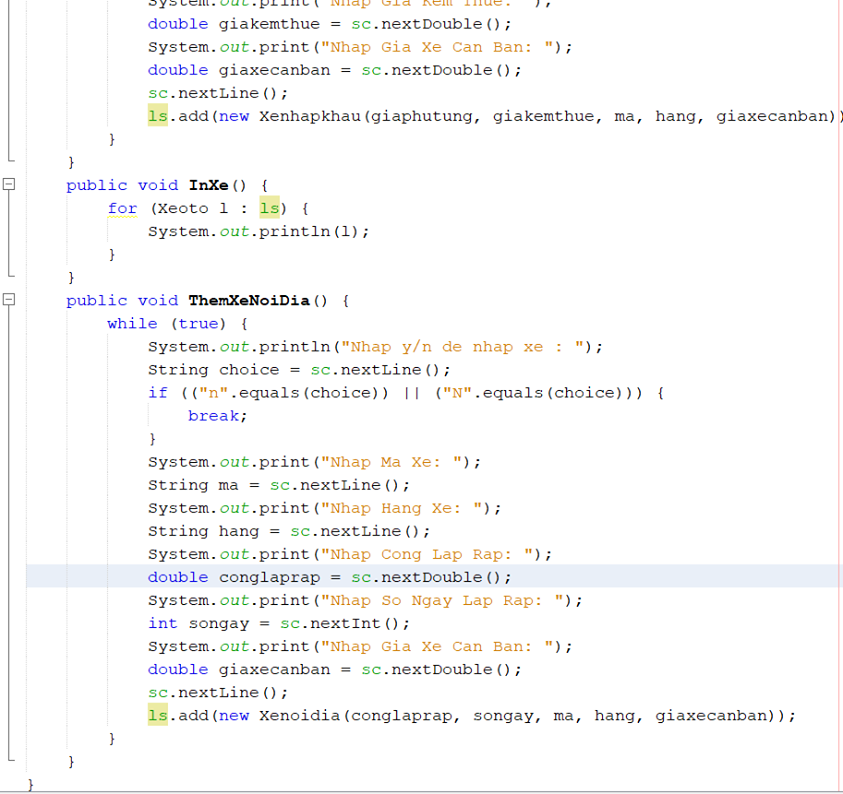 System.out.print("Nhap Gia Kem Thue: ");
double giakemthue = sc.nextDouble();
System.out.print("Nhap Gia Xe Can Ban: ");
double giaxecanban = sc.nextDouble();
sc.nextLine();
ls.add(new Xenhapkhau(giaphutung, giakemthue, ma, hang, giaxecanban))
}
}
public void InXe() {
for (Xeoto l : ls) {
System.out.println(l);
}
}
public void ThemXeNoiDia() {
while (true) {
System.out.println("Nhap y/n de nhap xe : ");
String choice = sc.nextLine();
if (("n".equals(choice)) || ("N".equals(choice))) {
break;
}
System.out.print("Nhap Ma Xe: ");
String ma = sc.nextLine();
System.out.print("Nhap Hang Xe: ");
String hang = sc.nextLine();
System.out.print("Nhap Cong Lap Rap: ");
double conglaprap = sc.nextDouble();
System.out.print("Nhap So Ngay Lap Rap: ");
int songay = sc.nextInt();
System.out.print("Nhap Gia Xe Can Ban: ");
double giaxecanban = sc.nextDouble();
sc.nextLine();
ls.add(new Xenoidia(conglaprap, songay, ma, hang, giaxecanban));
}
}
}